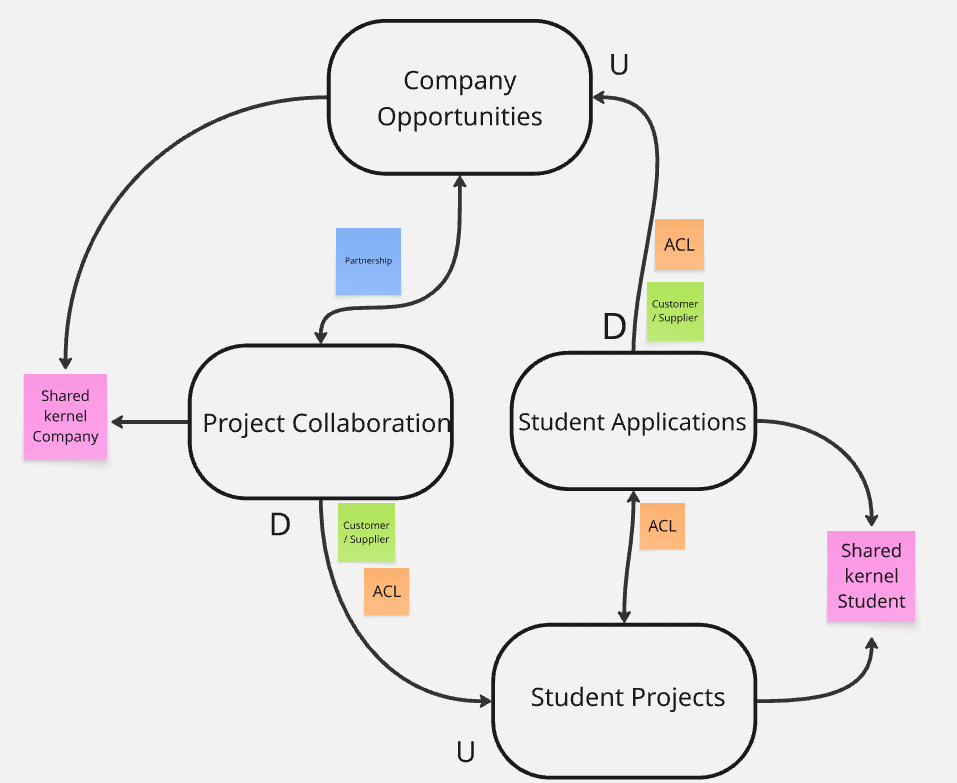 Company
Opportunities
U
Partnership
ACL
Customer
/ Supplier
D
Shared
kernel
Company
Project Collaboration
Student Applications
D
Customer
/ Supplier
ACL
ACL
Shared
kernel
Student
Student Projects
U